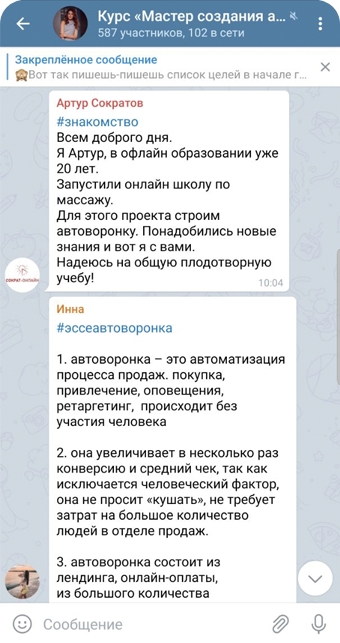 Курс «Мастер создания а...
587 участников, 102 в сети
Закреплённое сообщение
🙈Вот так пишешь-пишешь список целей в начале г...
Артур Сократов
#знакомство
Всем доброго дня.
Я Артур, в офлайн образовании уже
20 лет.
Запустили онлайн школу по
массажу.
Для этого проекта строим
автоворонку. Понадобились новые
знания и вот я с вами.
Надеюсь на общую плодотворную
учебу!
10:04
СОКРАТ-ОНЛАЙН
Инна
#эссеавтоворонка
1. автоворонка – это автоматизация
процесса продаж. покупка,
привлечение, оповещения,
ретаргетинг, происходит без
участия человека
2. она увеличивает в несколько раз
конверсию и средний чек, так как
исключается человеческий фактор,
она не просит «кушать», не требует
затрат на большое количество
людей в отделе продаж.
3. автоворонка состоит из
лендинга, онлайн-оплаты,
из большого количества
Сообщение